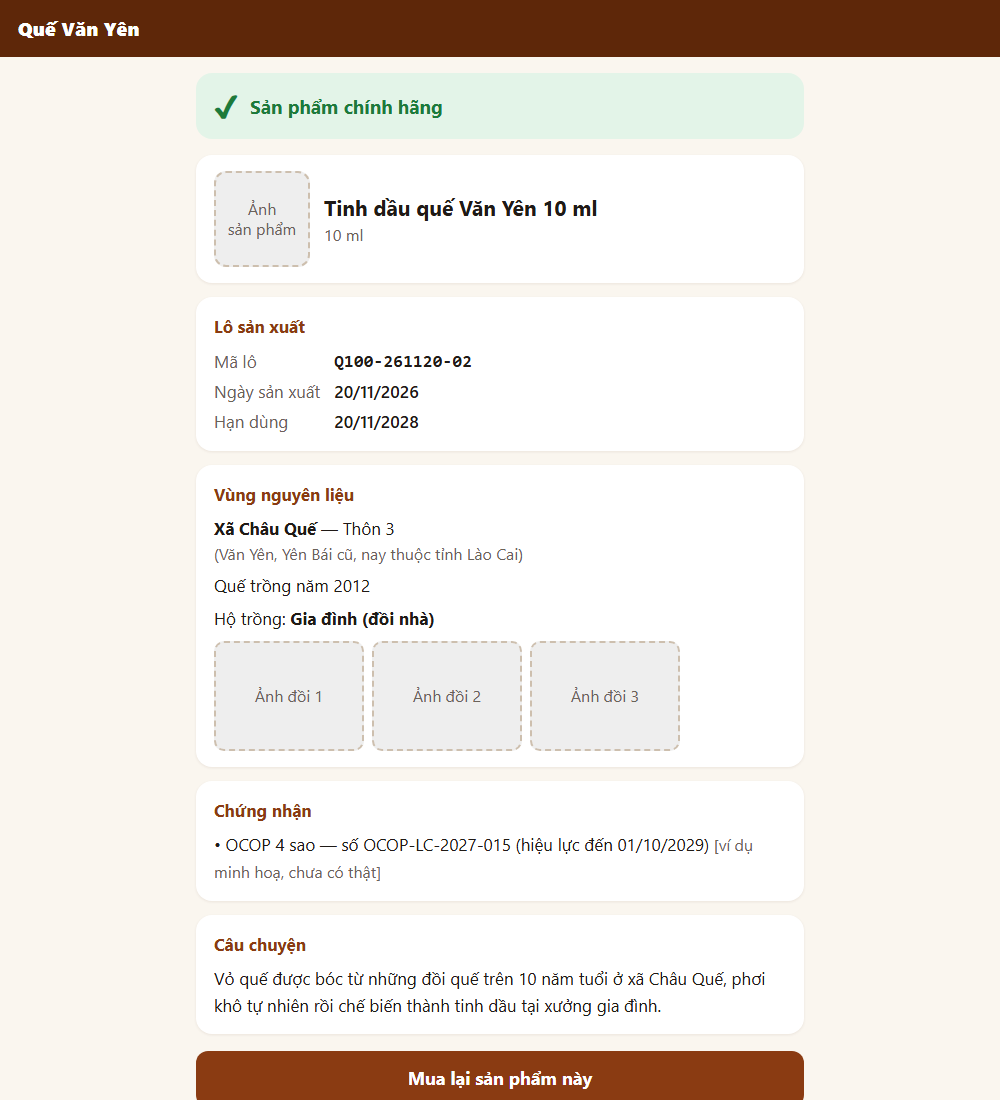 Quế Văn Yên
✔ Sản phẩm chính hãng
Ảnh
sản phẩm
Tinh dầu quế Văn Yên 10 ml
10 ml
Lô sản xuất
Mã lô Q100-261120-02
Ngày sản xuất 20/11/2026
Hạn dùng 20/11/2028
Vùng nguyên liệu
Xã Châu Quế — Thôn 3
(Văn Yên, Yên Bái cũ, nay thuộc tỉnh Lào Cai)
Quế trồng năm 2012
Hộ trồng: Gia đình (đồi nhà)
Ảnh đồi 1 Ảnh đồi 2 Ảnh đồi 3
Chứng nhận
• OCOP 4 sao — số OCOP-LC-2027-015 (hiệu lực đến 01/10/2029) [ví dụ
minh hoạ, chưa có thật]
Câu chuyện
Vỏ quế được bóc từ những đồi quế trên 10 năm tuổi ở xã Châu Quế, phơi
khô tự nhiên rồi chế biến thành tinh dầu tại xưởng gia đình.
Mua lại sản phẩm này